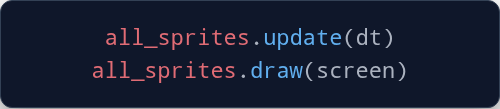 all_sprites.update(dt)
all_sprites.draw(screen)